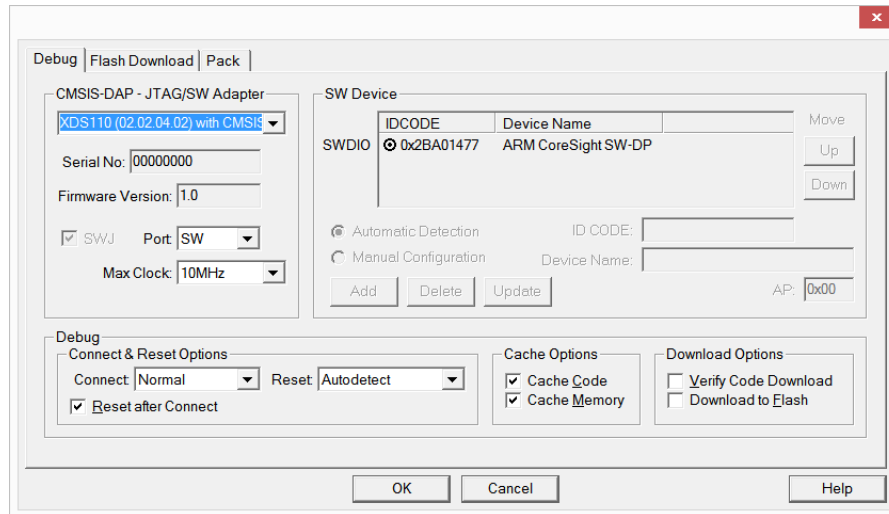 Debug Flash Download Pack
CMSIS-DAP - JTAG/SW Adapter
XDS110 (02.02.04.02) with CMSIS
Serial No: 00000000
Firmware Version: 1.0
SWJ Port: SW
Max Clock: 10MHz
SW Device
IDCODE Device Name
SWDIO 0x2BA01477 ARM CoreSight SW-DP
Move
Up
Down
Automatic Detection ID CODE:
Manual Configuration Device Name:
Add Delete Update AP: 0x00
Debug
Connect & Reset Options
Connect: Normal Reset: Autodetect
Reset after Connect
Cache Options
Cache Code
Cache Memory
Download Options
Verify Code Download
Download to Flash
OK Cancel Help